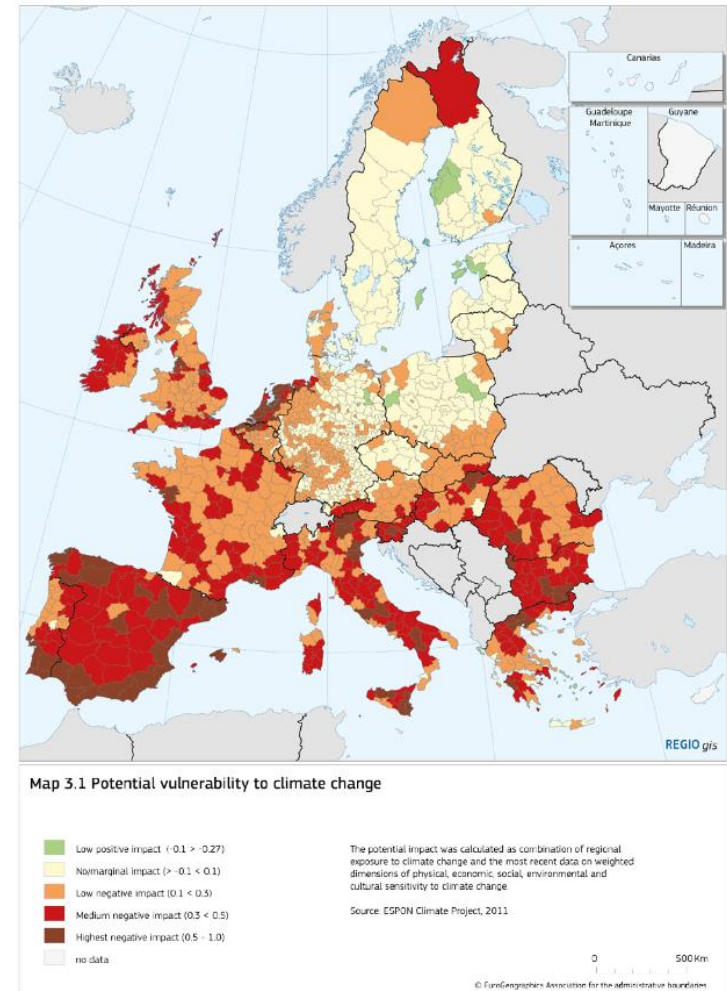 Canarias
Guadeloupe
Martinique
Guyane
Mayotte
Réunion
Açores
Madeira
REGIO gis
Map 3.1 Potential vulnerability to climate change
Low positive impact (-0.1 > -0.27)
No/marginal impact (> -0.1 < 0.1)
Low negative impact (0.1 < 0.3)
Medium negative impact (0.3 < 0.5)
Highest negative impact (0.5 - 1.0)
no data
The potential impact was calculated as combination of regional
exposure to climate change and the most recent data on weighted
dimensions of physical, economic, social, environmental and
cultural sensitivity to climate change.
Source: ESPON Climate Project, 2011
0 500 Km
© EuroGeographics Association for the administrative boundaries